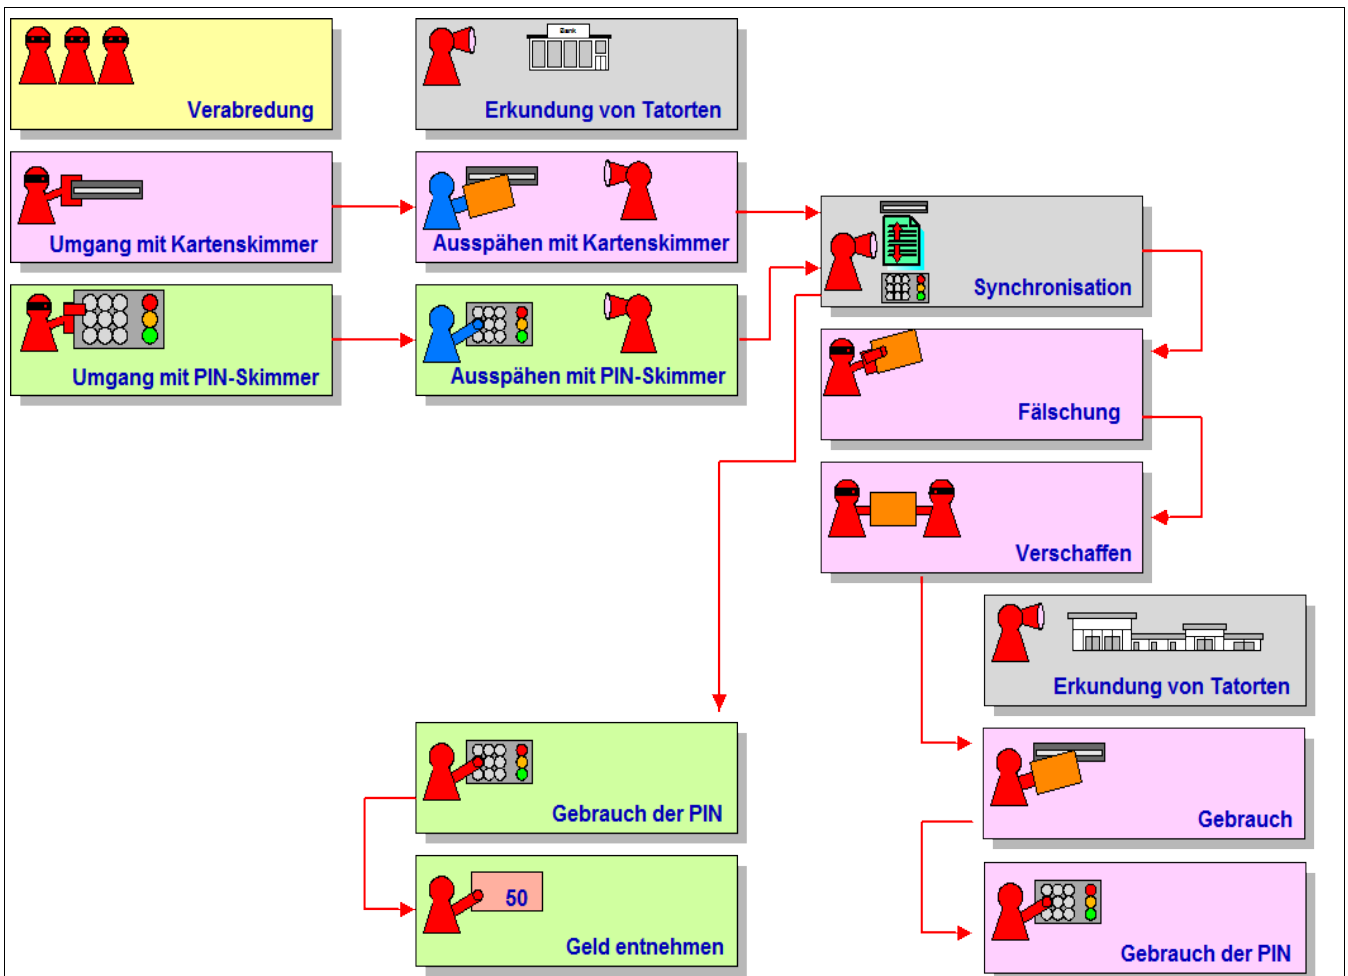 Verabredung
Bank
Erkundung von Tatorten
Umgang mit Kartenskimmer
Ausspähen mit Kartenskimmer
Synchronisation
Umgang mit PIN-Skimmer
Ausspähen mit PIN-Skimmer
Fälschung
Verschaffen
Erkundung von Tatorten
Gebrauch der PIN
Gebrauch
50
Geld entnehmen
Gebrauch der PIN